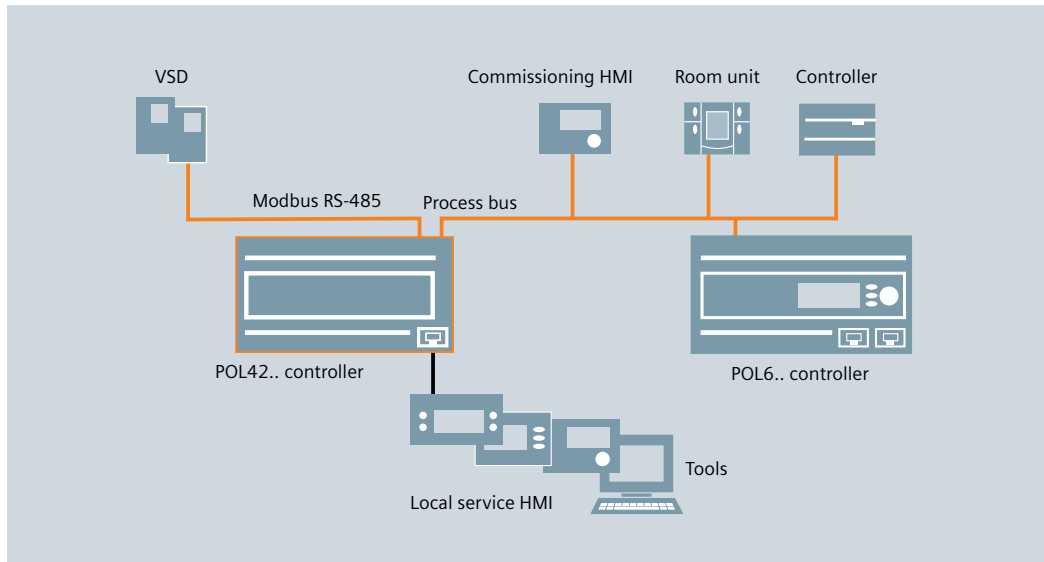 VSD
Commissioning HMI
Room unit
Controller
Modbus RS-485
Process bus
POL42.. controller
POL6.. controller
Tools
Local service HMI